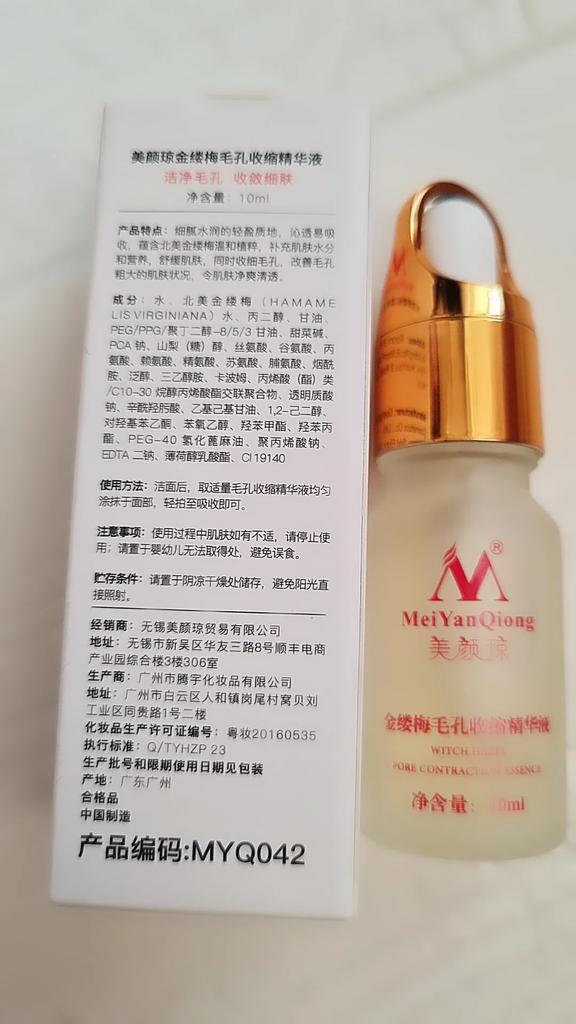 美颜琼金缕梅毛孔收缩精华液
洁净毛孔 收敛细肤
净含量：10ml
产品特点：细腻水润的轻盈质地，沁透易吸
收，蕴含北美金缕梅温和植粹，补充肌肤水分
和营养，舒缓肌肤，同时收细毛孔，改善毛孔
粗大的肌肤状况，令肌肤净爽清透。
成分：水、北美金缕梅（HAMAME
LIS VIRGINIANA）水、丙二醇、甘油、
PEG/PPG/聚丁二醇-8/5/3 甘油、甜菜碱、
PCA 钠、山梨（糖）醇、丝氨酸、谷氨酸、丙
氨酸、赖氨酸、精氨酸、苏氨酸、脯氨酸、烟酰
胺、泛醇、三乙醇胺、卡波姆、丙烯酸（酯）类
/C10-30 烷醇丙烯酸酯交联聚合物、透明质酸
钠、辛酰羟肟酸、乙基己基甘油、1,2-己二醇、
对羟基苯乙酮、苯氧乙醇、羟苯甲酯、羟苯丙
酯、PEG-40 氢化蓖麻油、聚丙烯酸钠、
EDTA 二钠、薄荷醇乳酸酯、CI 19140
使用方法：洁面后，取适量毛孔收缩精华液均匀
涂抹于面部，轻拍至吸收即可。
注意事项：使用过程中肌肤如有不适，请停止使
用；请置于婴幼儿无法取得处，避免误食。
贮存条件：请置于阴凉干燥处储存，避免阳光直
接照射。
经销商：无锡美颜琼贸易有限公司
地址：无锡市新吴区华友三路8号顺丰电商
产业园综合楼3楼306室
生产商：广州市腾宇化妆品有限公司
地址：广州市白云区人和镇岗尾村窝贝刘
工业区同贵路1号二楼
化妆品生产许可证编号：粤妆20160535
执行标准：Q/TYHZP 23
生产批号和限期使用日期见包装
产地：广东广州
合格品
中国制造
产品编码:MYQ042
®
MeiYanQiong
美颜琼
金缕梅毛孔收缩精华液
WITCH HAZEL
PORE CONTRACTION ESSENCE
净含量：10ml